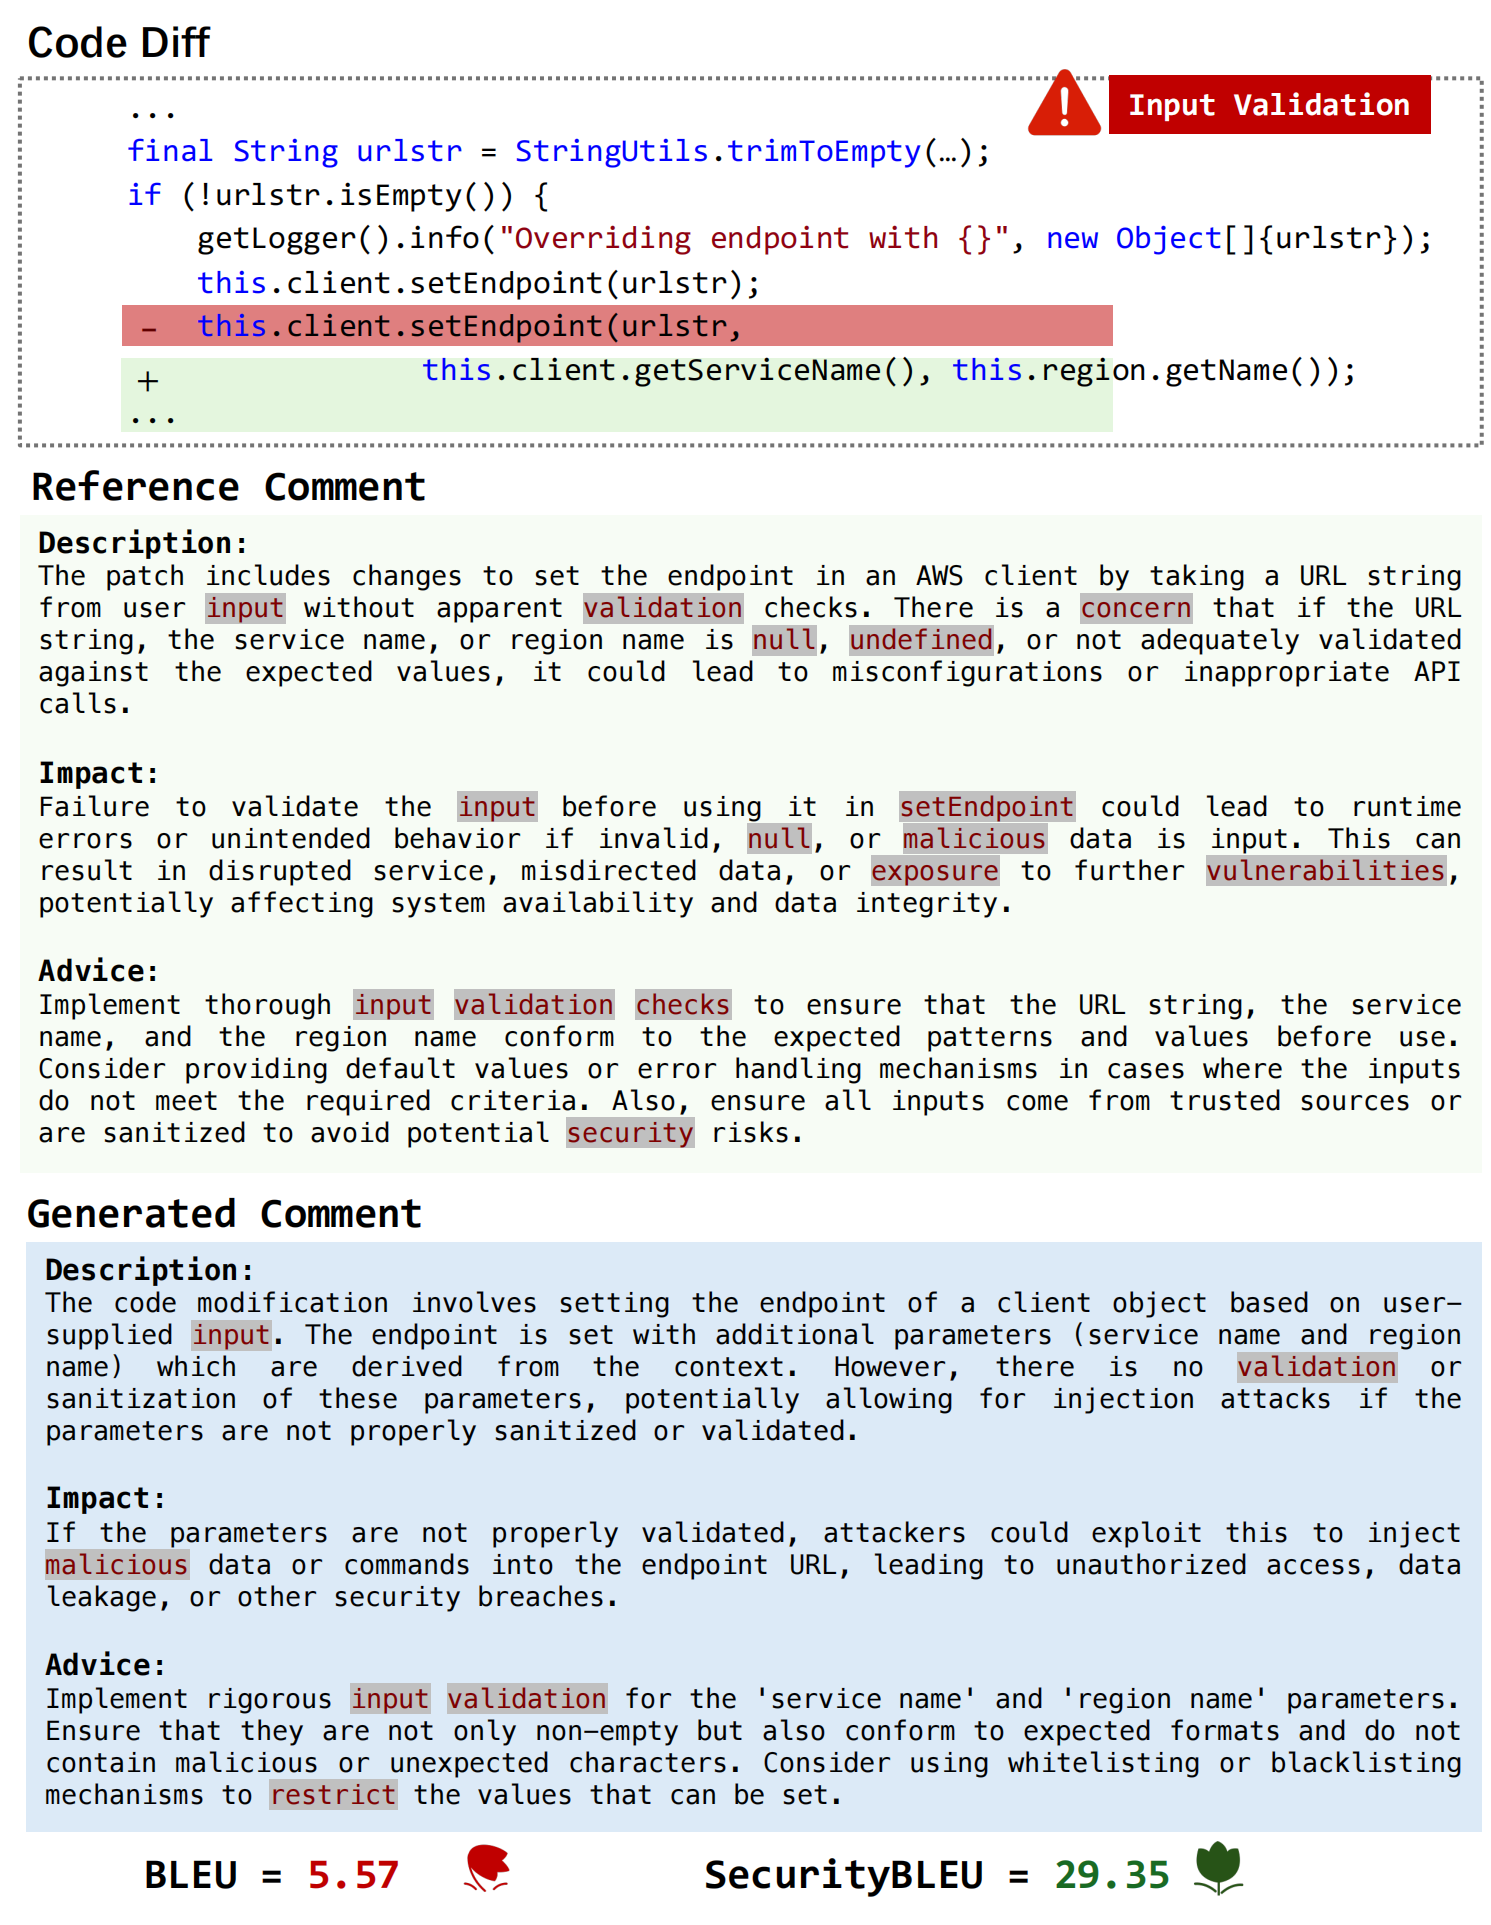 Code Diff
Input Validation
...
final String urlstr = StringUtils.trimToEmpty(…);
if (!urlstr.isEmpty()) {
getLogger().info("Overriding endpoint with {}", new Object[]{urlstr});
this.client.setEndpoint(urlstr);
- this.client.setEndpoint(urlstr,
+ this.client.getServiceName(), this.region.getName());
...
Reference Comment
Description:
The patch includes changes to set the endpoint in an AWS client by taking a URL string
from user input without apparent validation checks. There is a concern that if the URL
string, the service name, or region name is null, undefined, or not adequately validated
against the expected values, it could lead to misconfigurations or inappropriate API
calls.
Impact:
Failure to validate the input before using it in setEndpoint could lead to runtime
errors or unintended behavior if invalid, null, or malicious data is input. This can
result in disrupted service, misdirected data, or exposure to further vulnerabilities,
potentially affecting system availability and data integrity.
Advice:
Implement thorough input validation checks to ensure that the URL string, the service
name, and the region name conform to the expected patterns and values before use.
Consider providing default values or error handling mechanisms in cases where the inputs
do not meet the required criteria. Also, ensure all inputs come from trusted sources or
are sanitized to avoid potential security risks.
Generated Comment
Description:
The code modification involves setting the endpoint of a client object based on user-
supplied input. The endpoint is set with additional parameters (service name and region
name) which are derived from the context. However, there is no validation or
sanitization of these parameters, potentially allowing for injection attacks if the
parameters are not properly sanitized or validated.
Impact:
If the parameters are not properly validated, attackers could exploit this to inject
malicious data or commands into the endpoint URL, leading to unauthorized access, data
leakage, or other security breaches.
Advice:
Implement rigorous input validation for the 'service name' and 'region name' parameters.
Ensure that they are not only non-empty but also conform to expected formats and do not
contain malicious or unexpected characters. Consider using whitelisting or blacklisting
mechanisms to restrict the values that can be set.
BLEU = 5.57 SecurityBLEU = 29.35